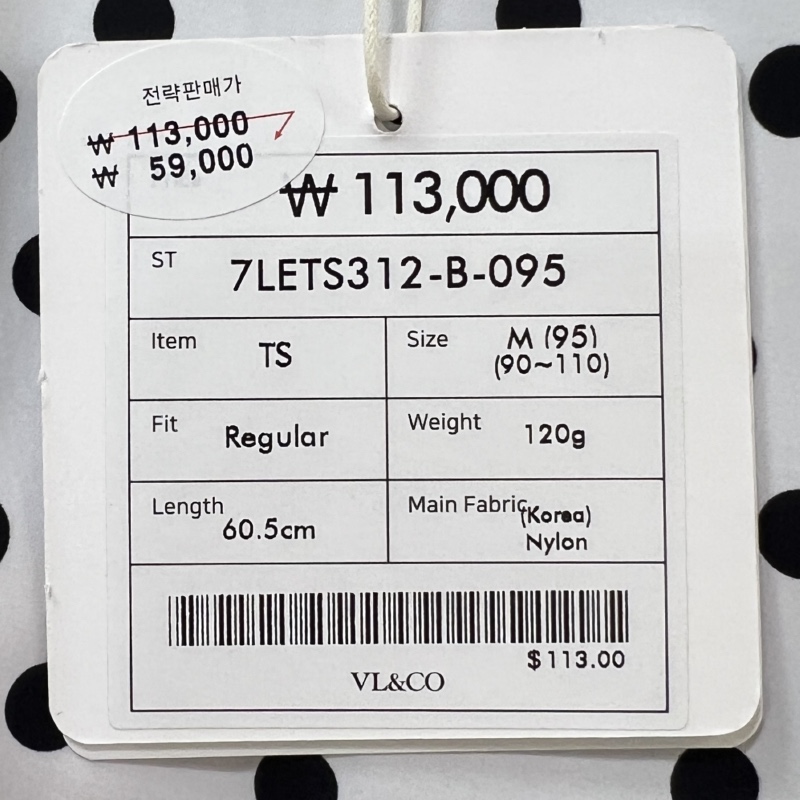 전략판매가
₩ 113,000
₩ 59,000
₩ 113,000
ST 7LETS312-B-095
Item TS
Size M (95)
(90~110)
Fit Regular
Weight 120g
Length 60.5cm
Main Fabric (Korea)
Nylon
$113.00
VL&CO